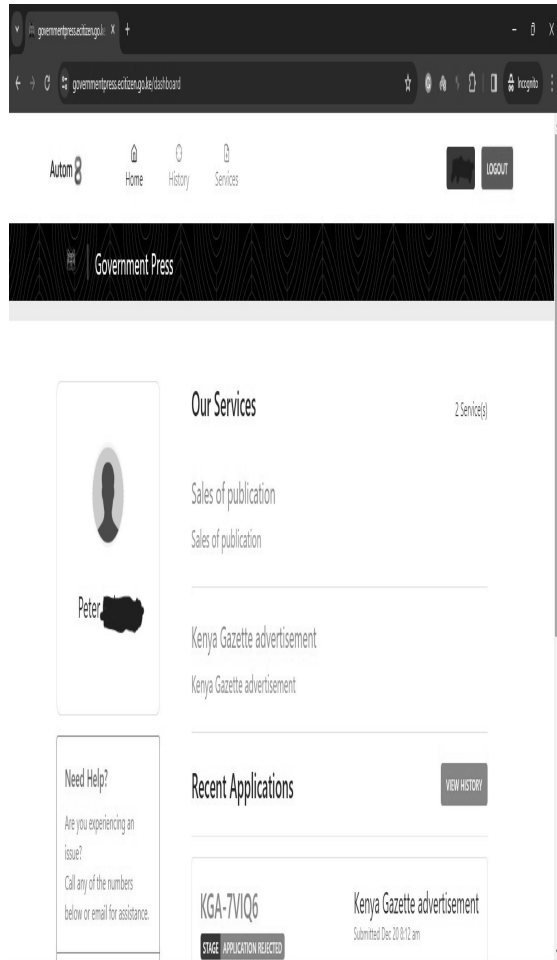 governmentpress.ecitizen.go.k
governmentpress.ecitizen.go.ke/dashboard
Incognito
Autom8
Home
History
Services
LOGOUT
Government Press
Our Services
2 Service(s)
Sales of publication
Sales of publication
Peter
Kenya Gazette advertisement
Kenya Gazette advertisement
Need Help?
Are you experiencing an
issue?
Call any of the numbers
below or email for assistance.
Recent Applications
VIEW HISTORY
KGA-7VIQ6
Kenya Gazette advertisement
Submitted Dec 20 8:12 am
STAGE APPLICATION REJECTED